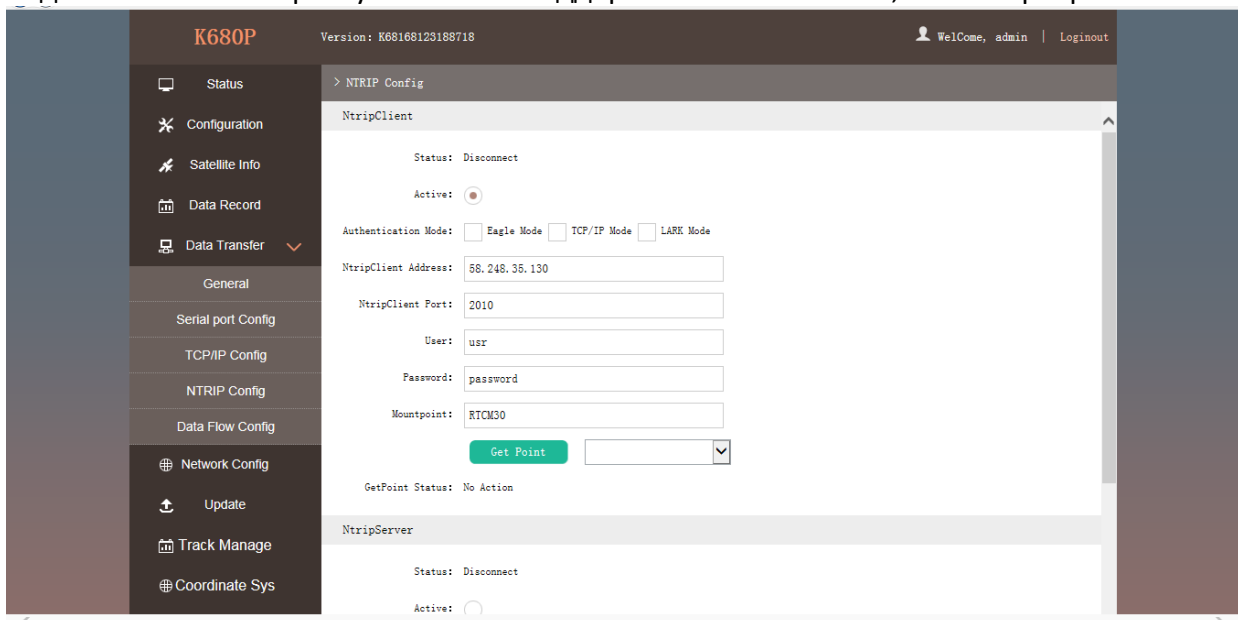 K680P
Version: K68168123188718
WelCome, admin | Loginout
Status
Configuration
Satellite Info
Data Record
Data Transfer
General
Serial port Config
TCP/IP Config
NTRIP Config
Data Flow Config
Network Config
Update
Track Manage
Coordinate Sys
> NTRIP Config
NtripClient
Status: Disconnect
Active:
Authentication Mode: Eagle Mode TCP/IP Mode LARK Mode
NtripClient Address: 58.248.35.130
NtripClient Port: 2010
User: usr
Password: password
Mountpoint: RTCM30
Get Point
GetPoint Status: No Action
NtripServer
Status: Disconnect
Active: